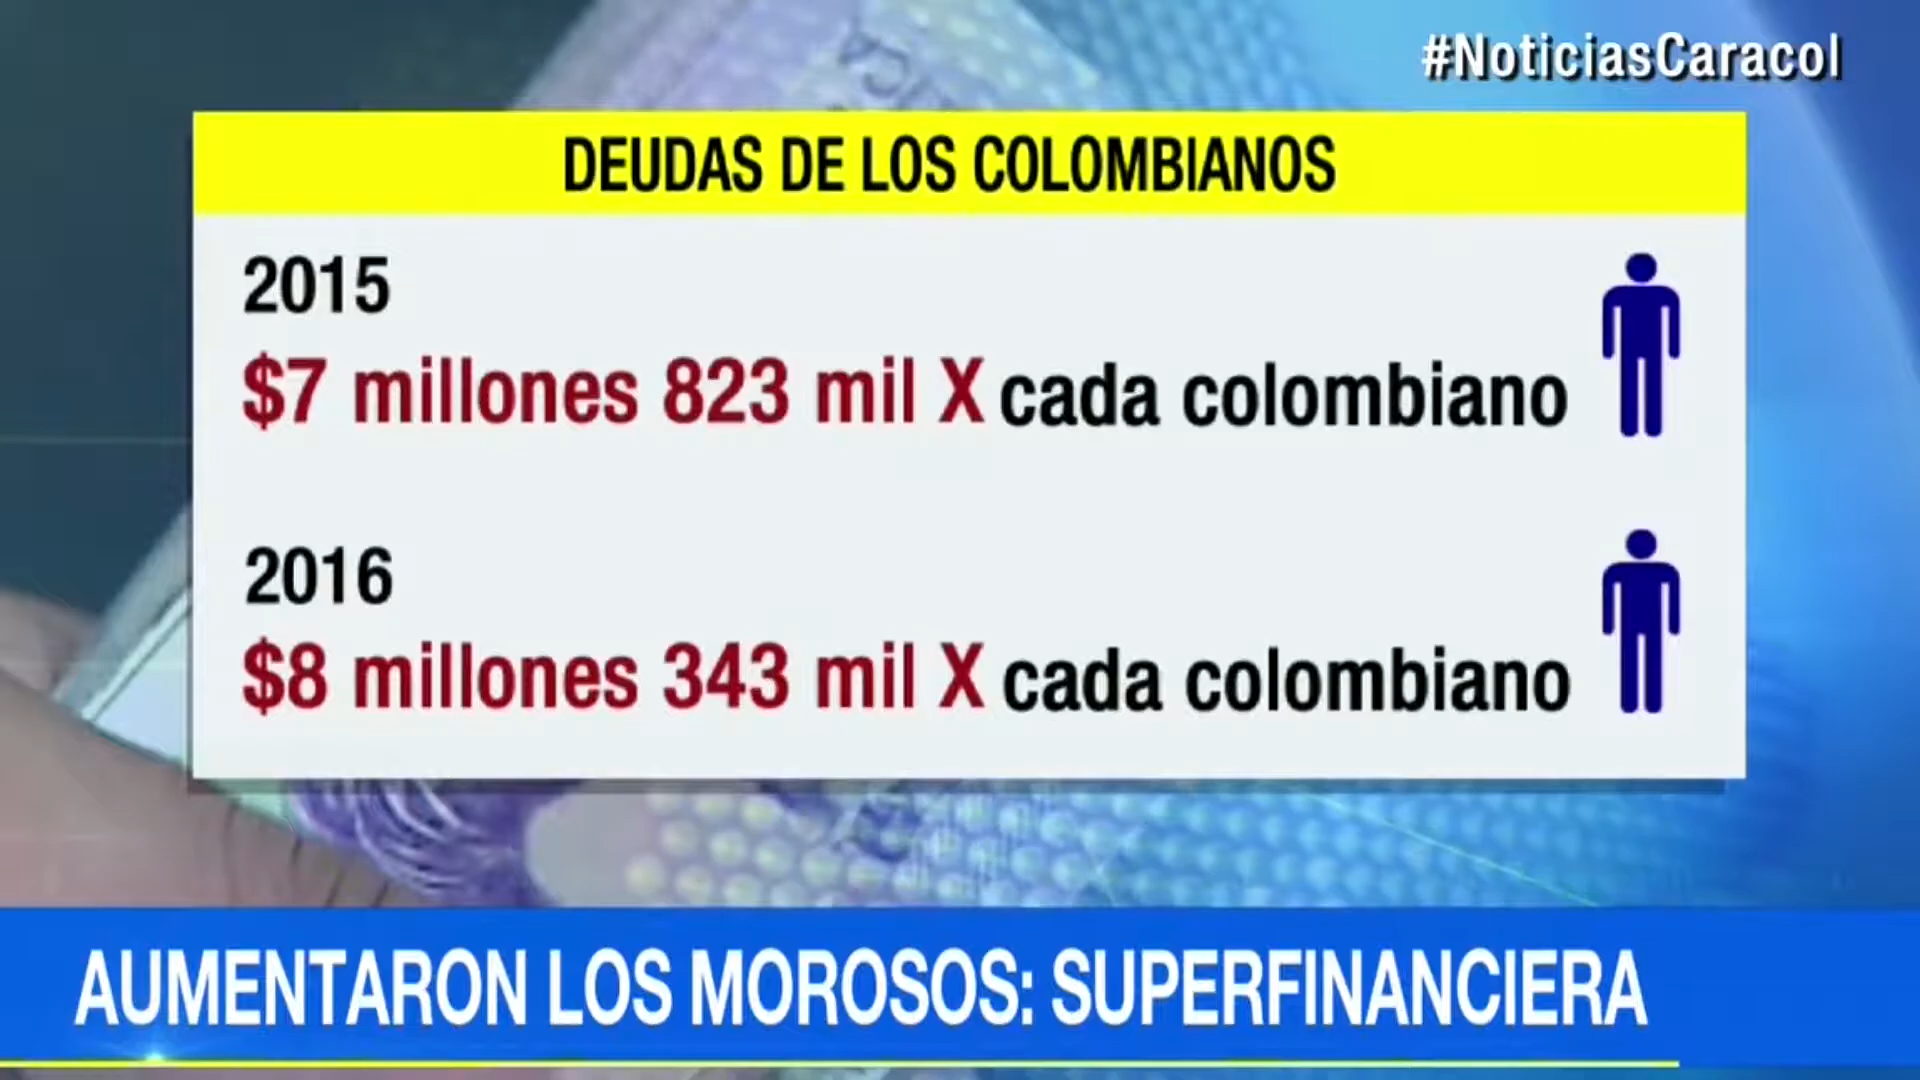 #NoticiasCaracol
DEUDAS DE LOS COLOMBIANOS
2015
$7 millones 823 mil X cada colombiano
2016
$8 millones 343 mil X cada colombiano
AUMENTARON LOS MOROSOS: SUPERFINANCIERA